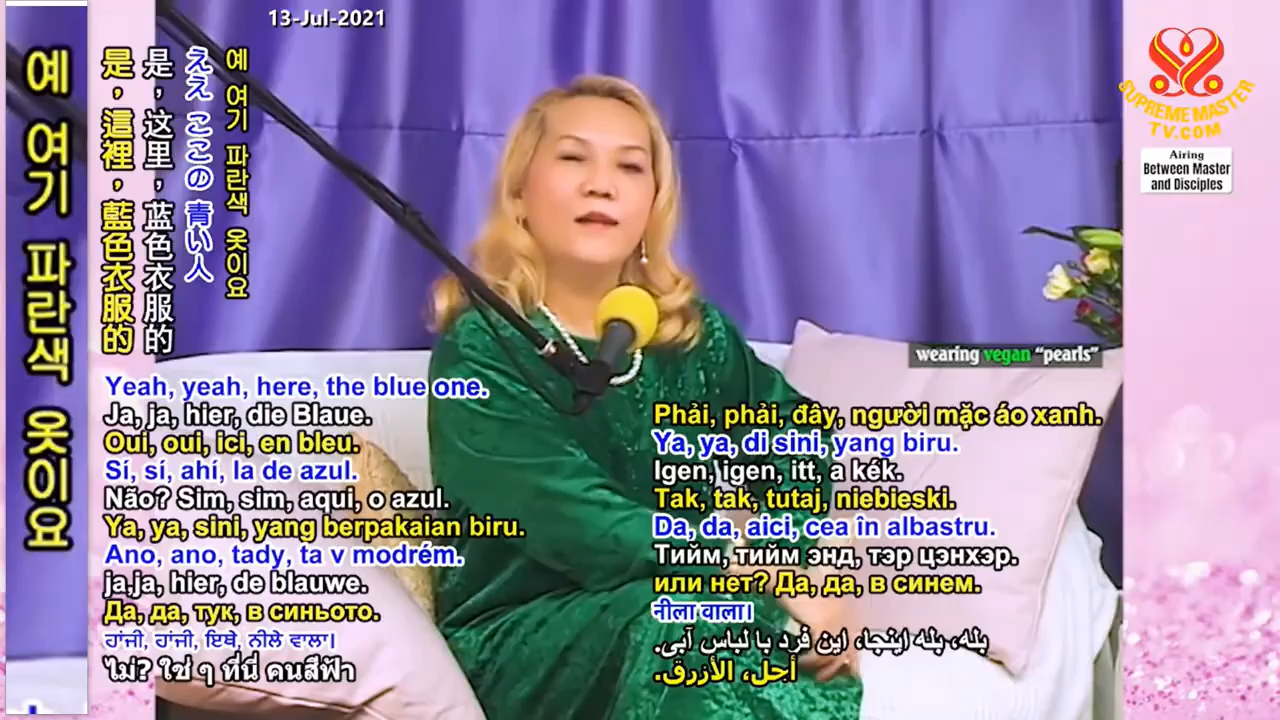 13-Jul-2021
예 여기 파란색 옷이요
是，這裡，藍色衣服的
是，这里，蓝色衣服的
ええ ここの 青い人
예 여기 파란색 옷이요
SUPREME MASTER
TV.COM
Airing
Between Master
and Disciples
wearing vegan “pearls”
Yeah, yeah, here, the blue one.
Ja, ja, hier, die Blaue.
Oui, oui, ici, en bleu.
Sí, sí, ahí, la de azul.
Não? Sim, sim, aqui, o azul.
Ya, ya, sini, yang berpakaian biru.
Ano, ano, tady, ta v modrém.
ja,ja, hier, de blauwe.
Да, да, тук, в синьото.
ਹਾਂਜੀ, ਹਾਂਜੀ, ਇਥੇ, ਨੀਲੇ ਵਾਲਾ।
ไม่? ใช่ ๆ ที่นี่ คนสีฟ้า
Phải, phải, đây, người mặc áo xanh.
Ya, ya, di sini, yang biru.
Igen, igen, itt, a kék.
Tak, tak, tutaj, niebieski.
Da, da, aici, cea în albastru.
Тийм, тийм энд, тэр цэнхэр.
или нет? Да, да, в синем.
नीला वाला।
بله، بله اینجا، این فرد با لباس آبی.
أجل، الأزرق.